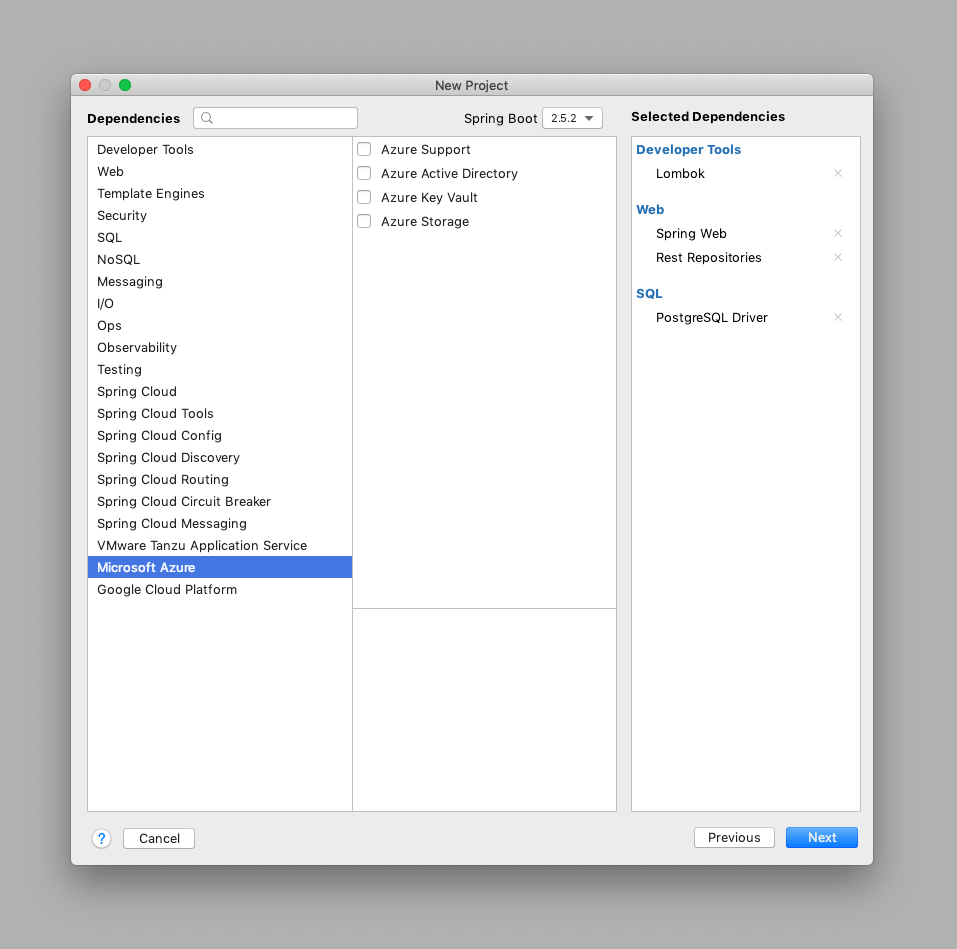 New Project
Dependencies
Spring Boot 2.5.2
Selected Dependencies
Developer Tools
Web
Template Engines
Security
SQL
NoSQL
Messaging
I/O
Ops
Observability
Testing
Spring Cloud
Spring Cloud Tools
Spring Cloud Config
Spring Cloud Discovery
Spring Cloud Routing
Spring Cloud Circuit Breaker
Spring Cloud Messaging
VMware Tanzu Application Service
Microsoft Azure
Google Cloud Platform
Azure Support
Azure Active Directory
Azure Key Vault
Azure Storage
Developer Tools
Lombok
Web
Spring Web
Rest Repositories
SQL
PostgreSQL Driver
?
Cancel
Previous
Next